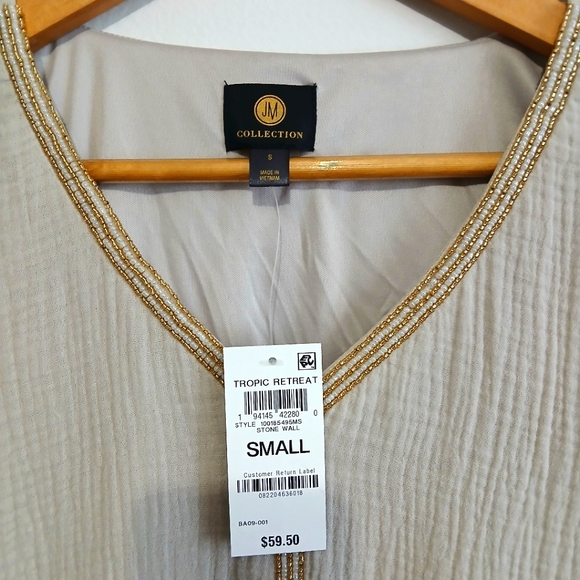 JM
COLLECTION
S
MADE IN
VIETNAM
TROPIC RETREAT
1 94145 42280 0
STYLE 10018S495MS
STONE WALL
SMALL
Customer Return Label
082204536018
BA09-001
$59.50